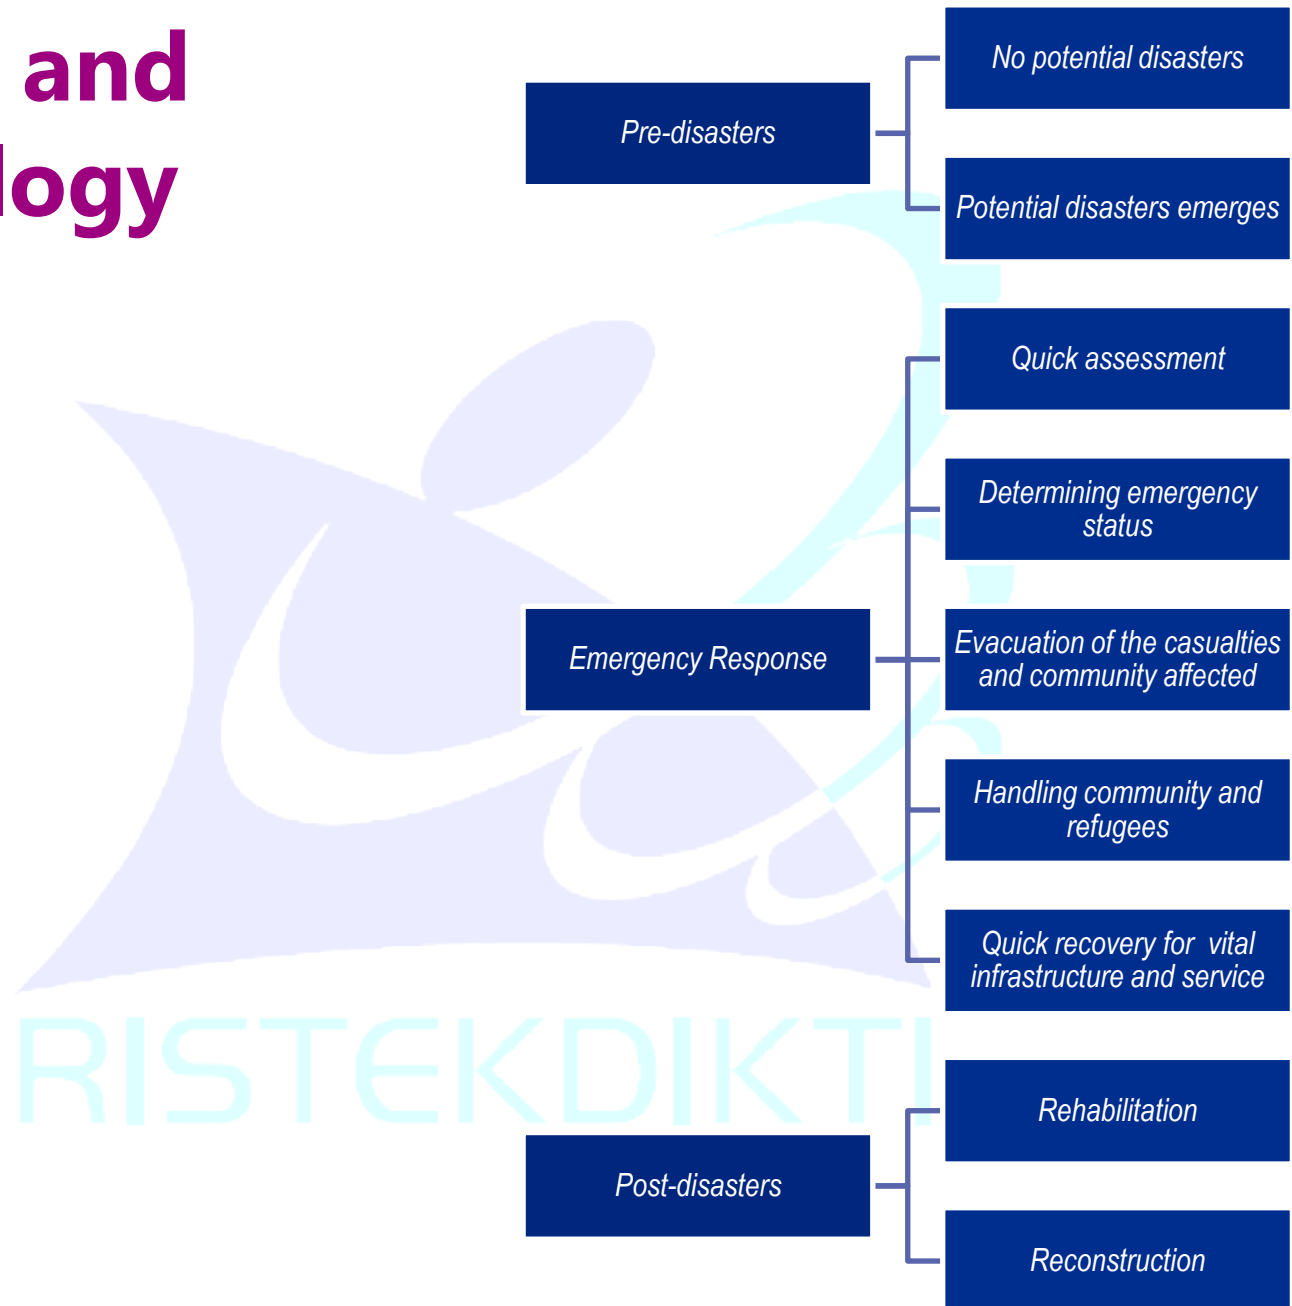 and
logy
Pre-disasters
No potential disasters
Potential disasters emerges
Emergency Response
Quick assessment
Determining emergency
status
Evacuation of the casualties
and community affected
Handling community and
refugees
Quick recovery for vital
infrastructure and service
Post-disasters
Rehabilitation
Reconstruction
RISTEKDIKTI